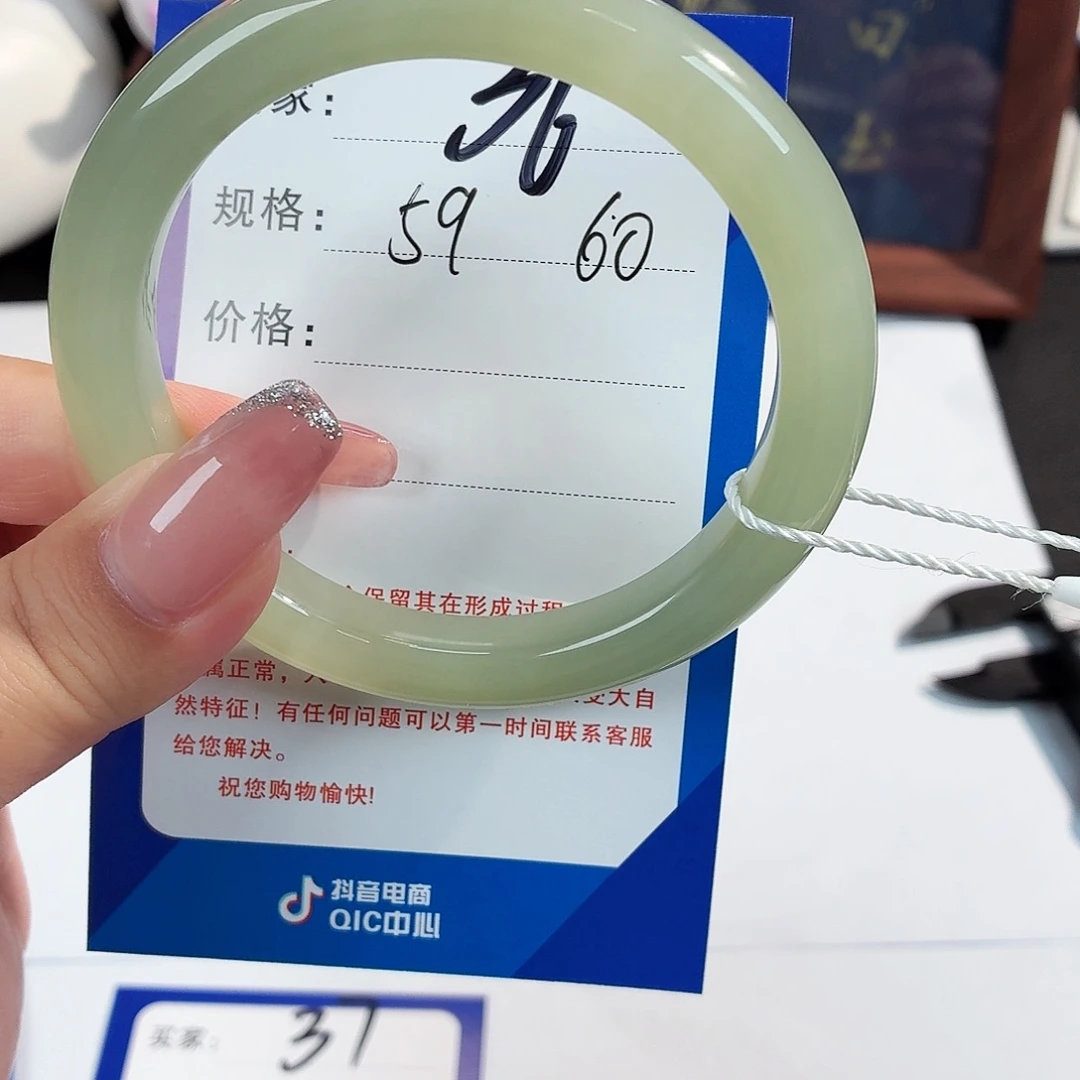 家： 36
规格： 59 60
价格：
保留其在形成过程
属正常，
受大自
然特征！有任何问题可以第一时间联系客服
给您解决。
祝您购物愉快!
抖音电商
QIC中心
买家： 37